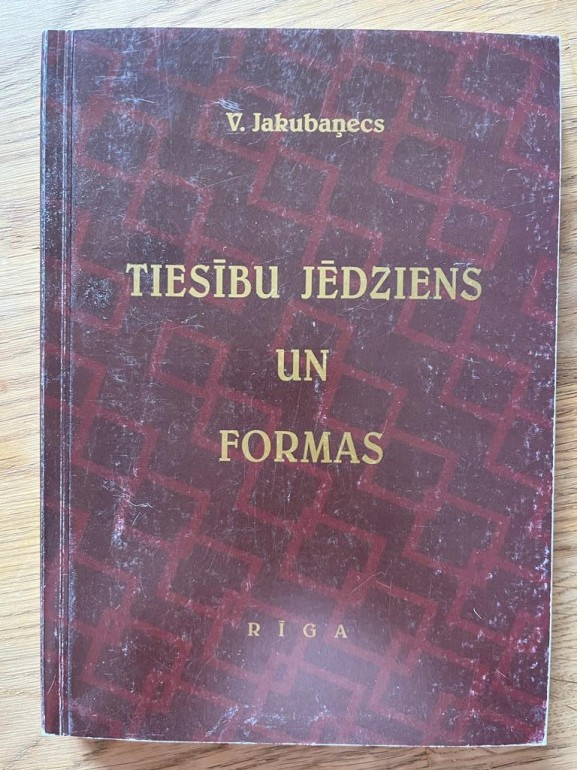 V. Jakubaņecs
TIESĪBU JĒDZIENS
UN
FORMAS
RĪGA